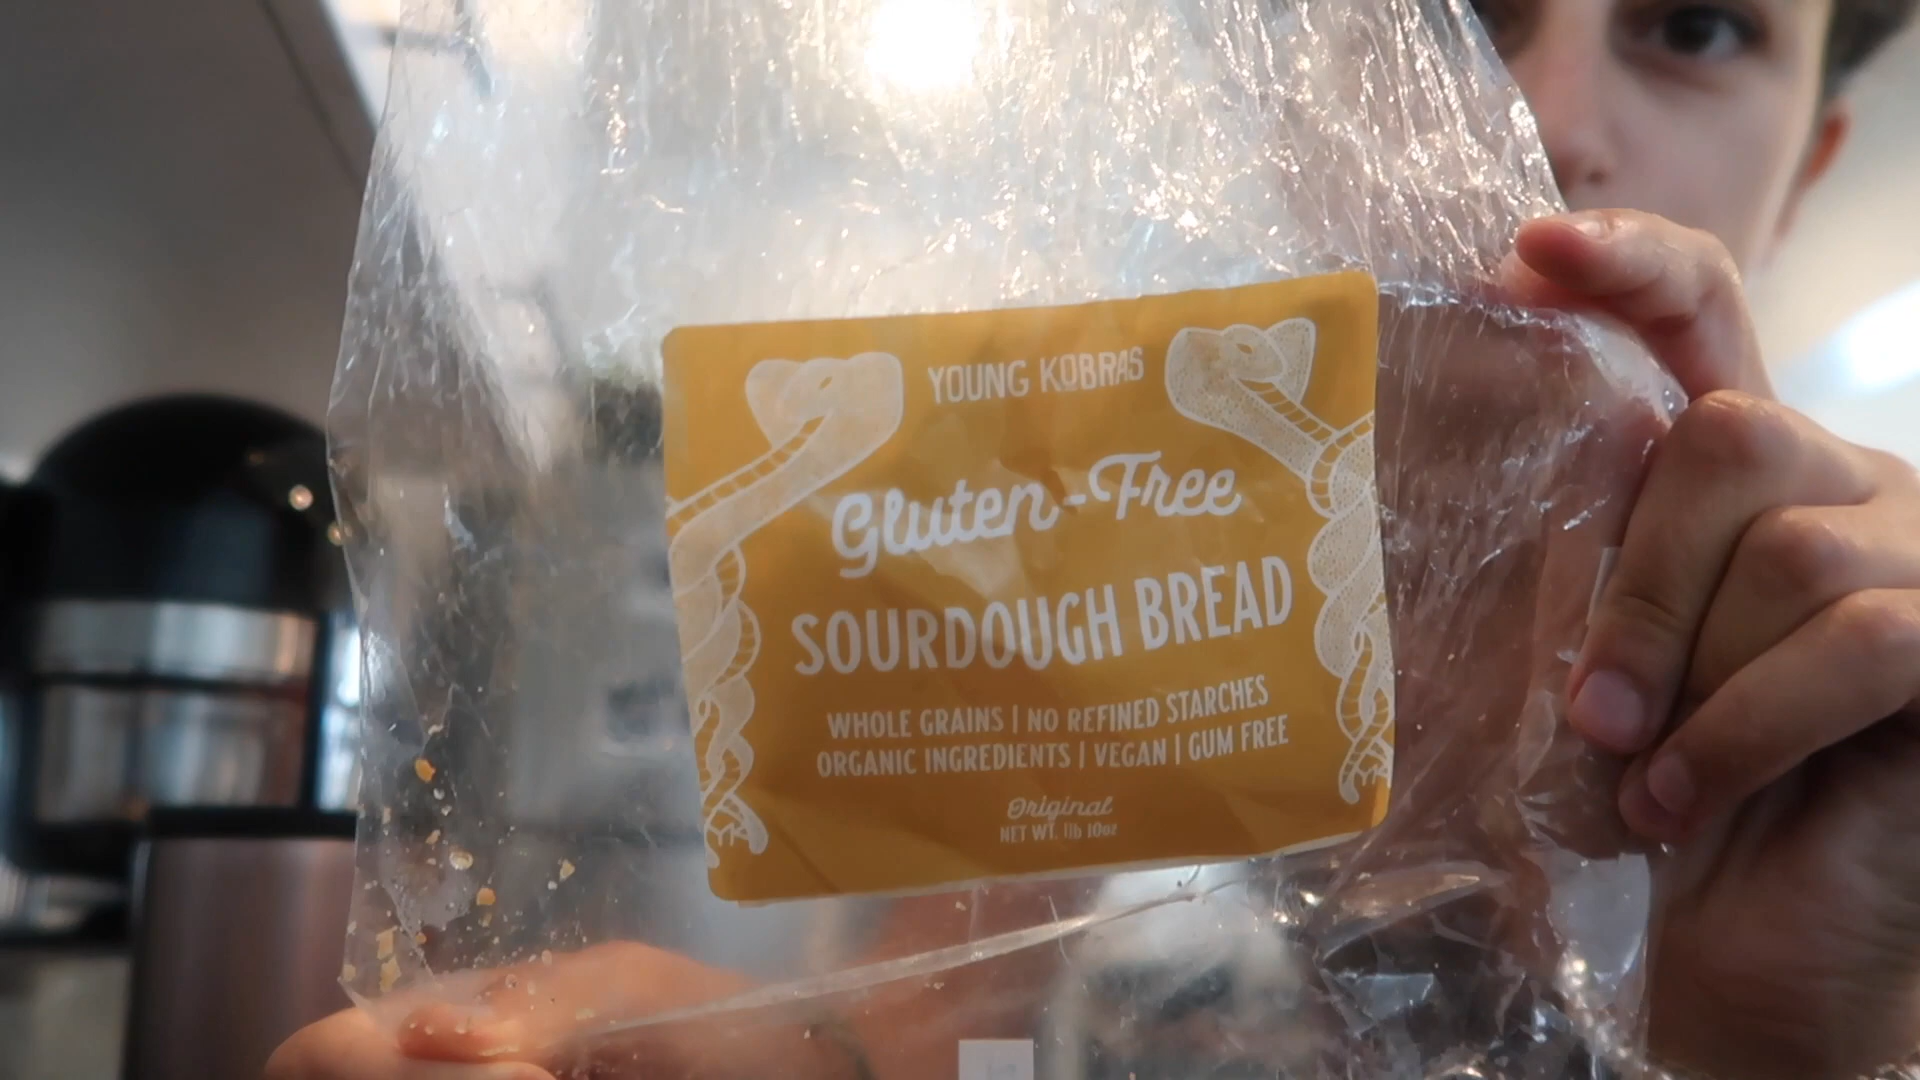 YOUNG KOBRAS
Gluten-Free
SOURDOUGH BREAD
WHOLE GRAINS | NO REFINED STARCHES
ORGANIC INGREDIENTS | VEGAN | GUM FREE
Original
NET WT. 1lb 10oz